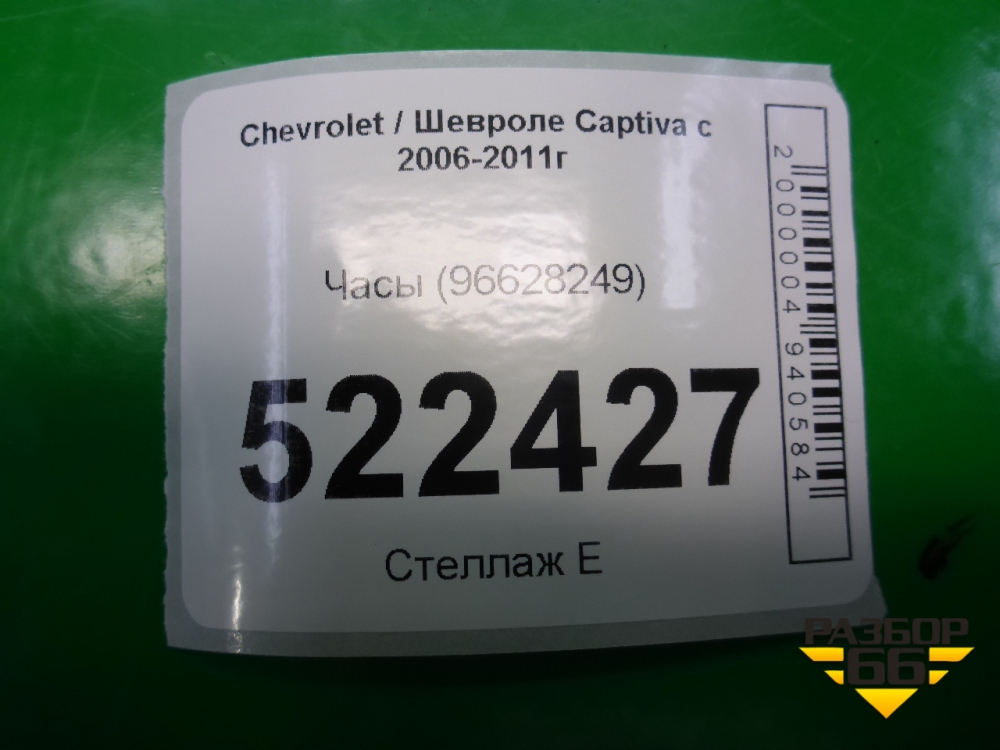 Chevrolet / Шевроле Captiva с
2006-2011г
Часы (96628249)
522427
Стеллаж Е
2000004940584
РАЗБОР
66